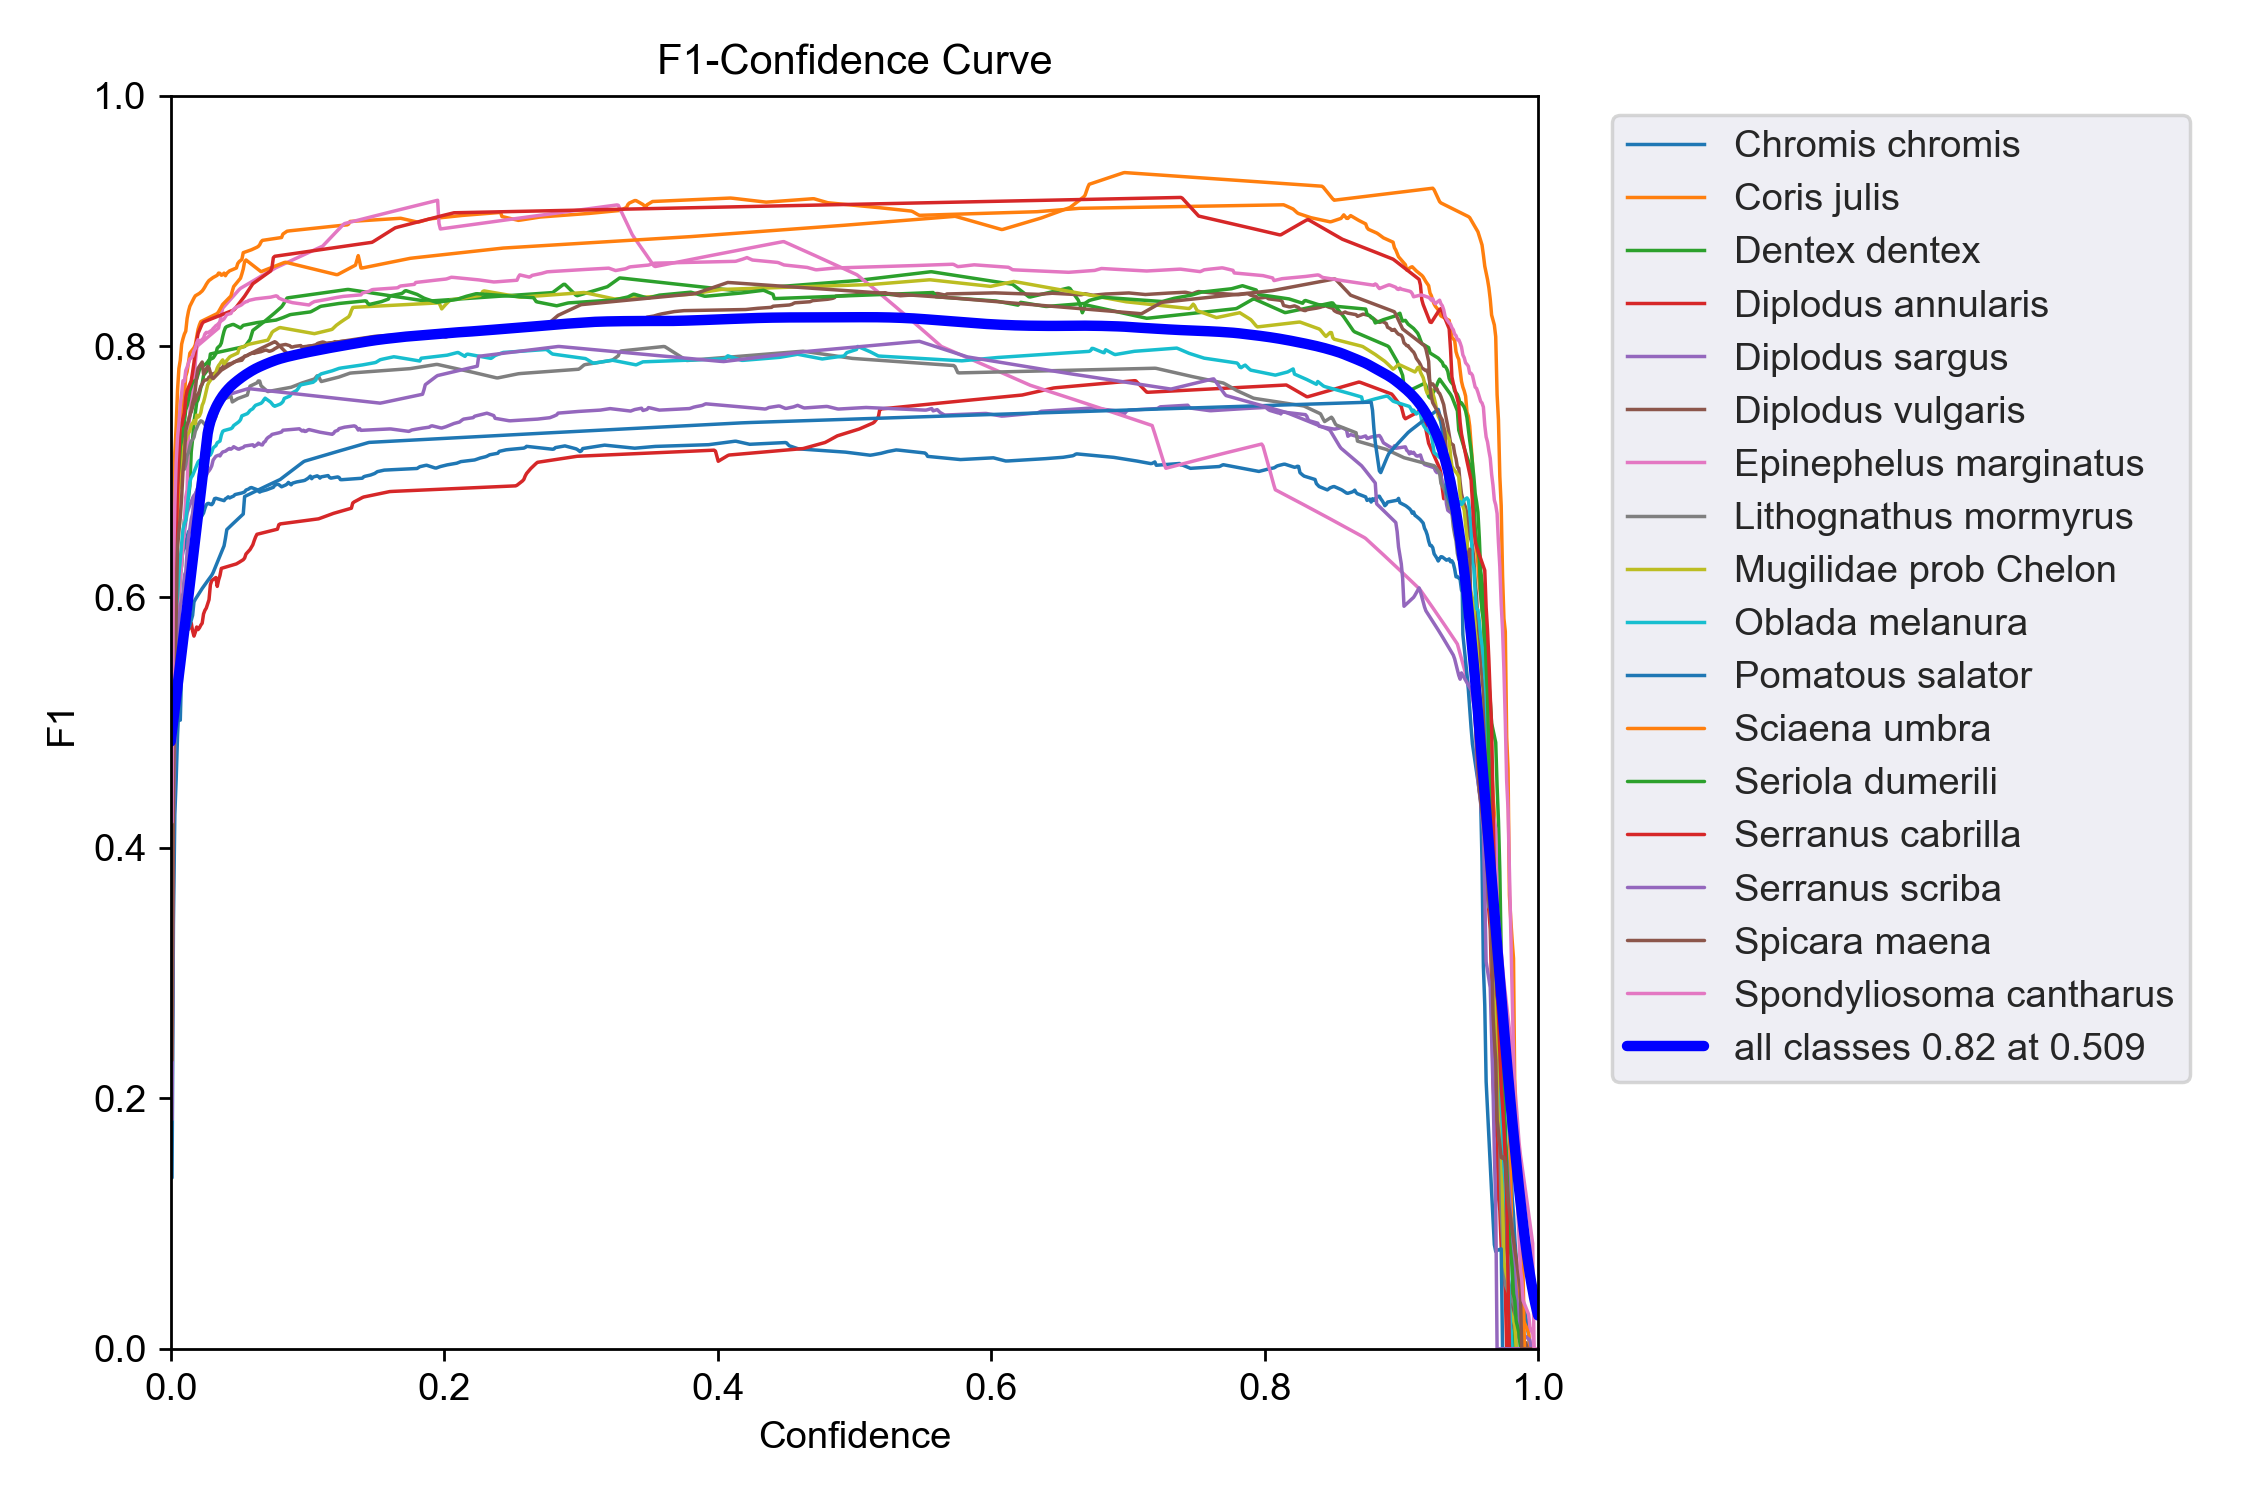 F1-Confidence Curve
1.0
0.8
0.6
0.4
0.2
0.0
F1
0.0 0.2 0.4 0.6 0.8 1.0
Confidence
Chromis chromis
Coris julis
Dentex dentex
Diplodus annularis
Diplodus sargus
Diplodus vulgaris
Epinephelus marginatus
Lithognathus mormyrus
Mugilidae prob Chelon
Oblada melanura
Pomatous salator
Sciaena umbra
Seriola dumerili
Serranus cabrilla
Serranus scriba
Spicara maena
Spondyliosoma cantharus
all classes 0.82 at 0.509